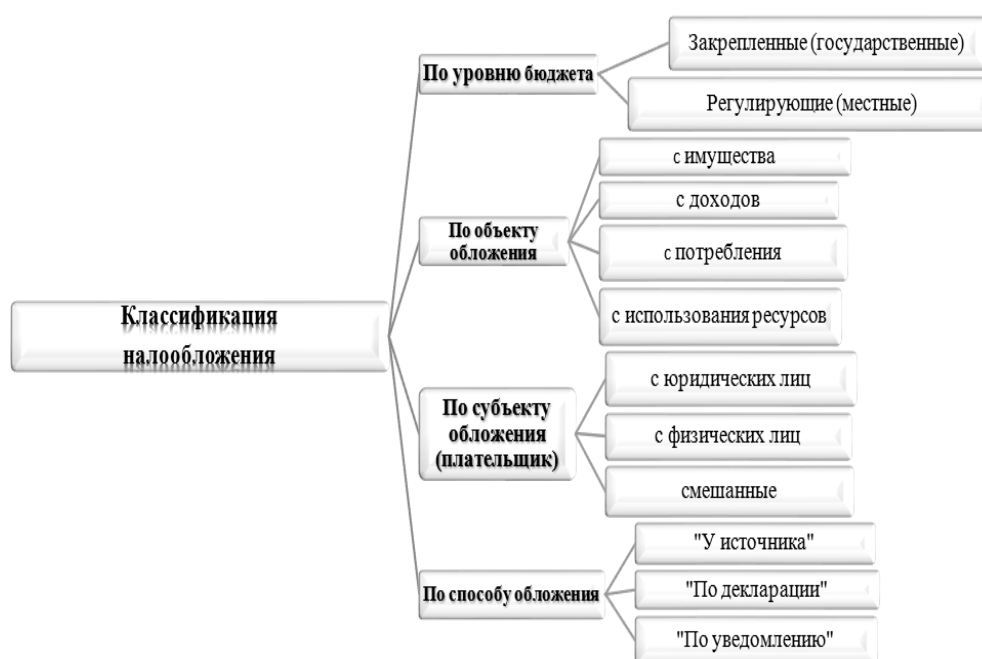 Классификация
налообложения
По уровню бюджета
Закрепленные (государственные)
Регулирующие (местные)
По объекту
обложения
с имущества
с доходов
с потребления
с использования ресурсов
По субъекту
обложения
(плательщик)
с юридических лиц
с физических лиц
смешанные
По способу обложения
"У источника"
"По декларации"
"По уведомлению"